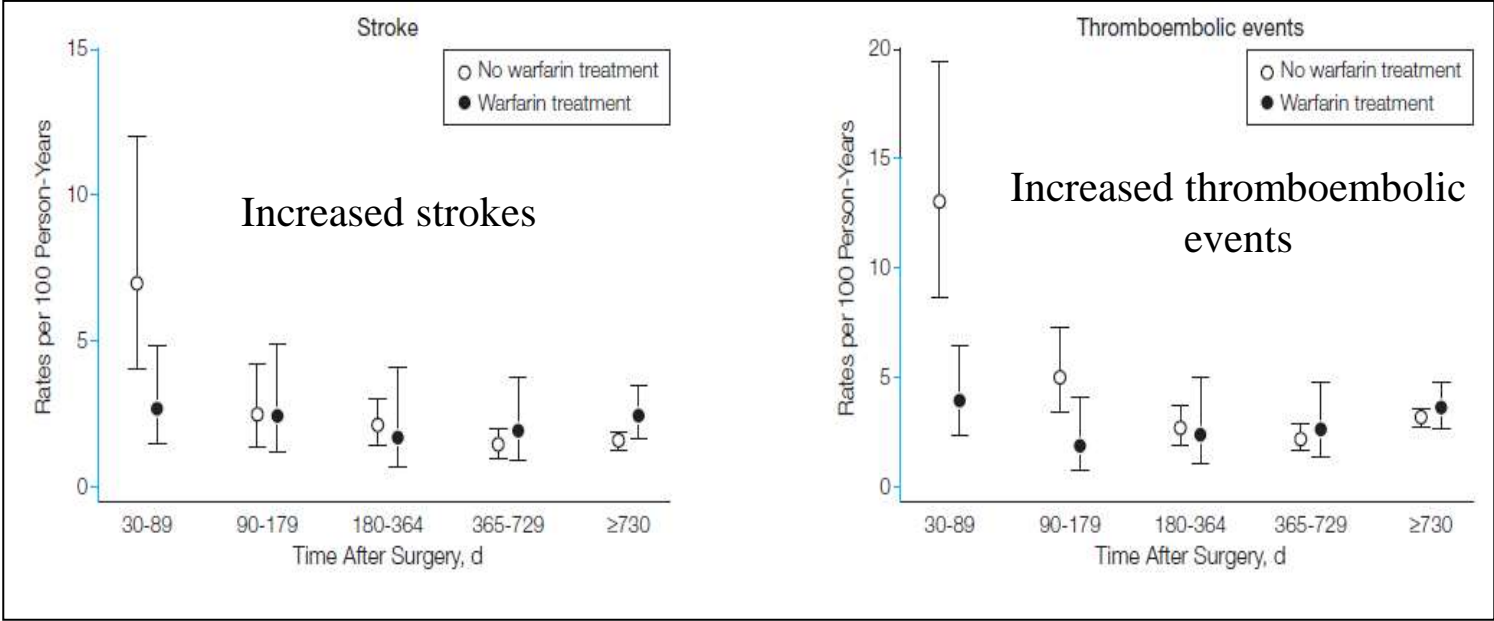 Stroke
15
10
5
0
Rates per 100 Person-Years
No warfarin treatment
Warfarin treatment
Increased strokes
30-89 90-179 180-364 365-729 ≥730
Time After Surgery, d
Thromboembolic events
20
15
10
5
0
Rates per 100 Person-Years
No warfarin treatment
Warfarin treatment
Increased thromboembolic
events
30-89 90-179 180-364 365-729 ≥730
Time After Surgery, d